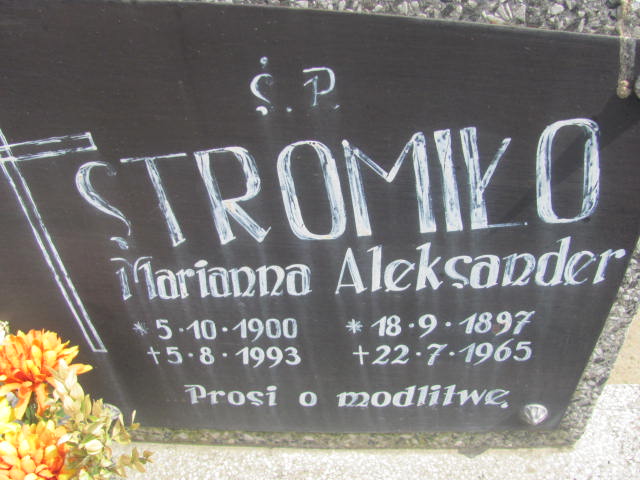 Ś.P.
STROMIŁO
Marianna Aleksander
*5·10·1900 *18·9·1897
+5·8·1993 +22·7·1965
Prosi o modlitwę